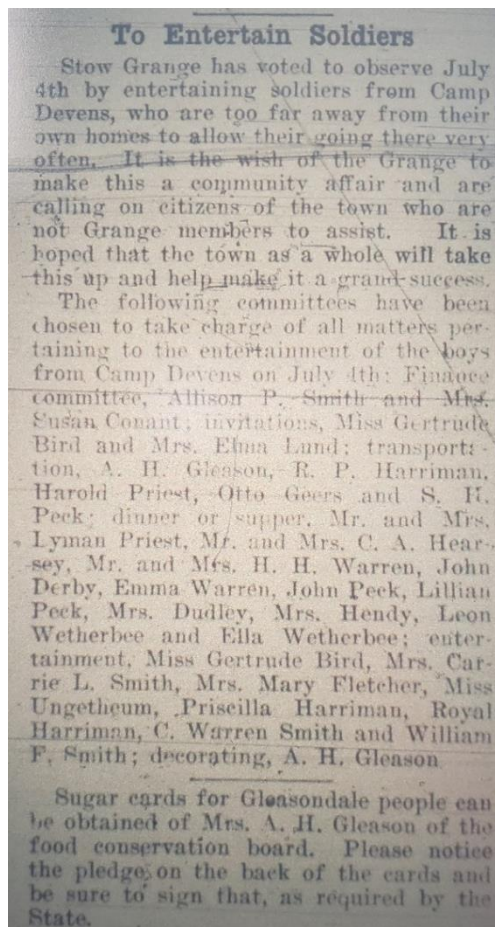 To Entertain Soldiers
Stow Grange has voted to observe July
4th by entertaining soldiers from Camp
Devens, who are too far away from their
own homes to allow their going there very
often. It is the wish of the Grange to
make this a community affair and are
calling on citizens of the town who are
not Grange members to assist. It is
hoped that the town as a whole will take
this up and help make it a grand success.
The following committees have been
chosen to take charge of all matters per-
taining to the entertainment of the boys
from Camp Devens on July 4th: Finance
committee, Allison P. Smith and Mrs.
Susan Conant; invitations, Miss Gertrude
Bird and Mrs. Elma Lund; transporta-
tion, A. H. Gleason, R. P. Harriman,
Harold Priest, Otto Geers and S. H.
Peck; dinner or supper, Mr. and Mrs.
Lyman Priest, Mr. and Mrs. C. A. Hear-
sey, Mr. and Mrs. H. H. Warren, John
Derby, Emma Warren, John Peck, Lillian
Peck, Mrs. Dudley, Mrs. Hendy, Leon
Wetherbee and Ella Wetherbee; enter-
tainment, Miss Gertrude Bird, Mrs. Car-
rie L. Smith, Mrs. Mary Fletcher, Miss
Ungetheum, Priscilla Harriman, Royal
Harriman, C. Warren Smith and William
F. Smith; decorating, A. H. Gleason
Sugar cards for Gleasondale people can
be obtained of Mrs. A. H. Gleason of the
food conservation board. Please notice
the pledge on the back of the cards and
be sure to sign that, as required by the
State.